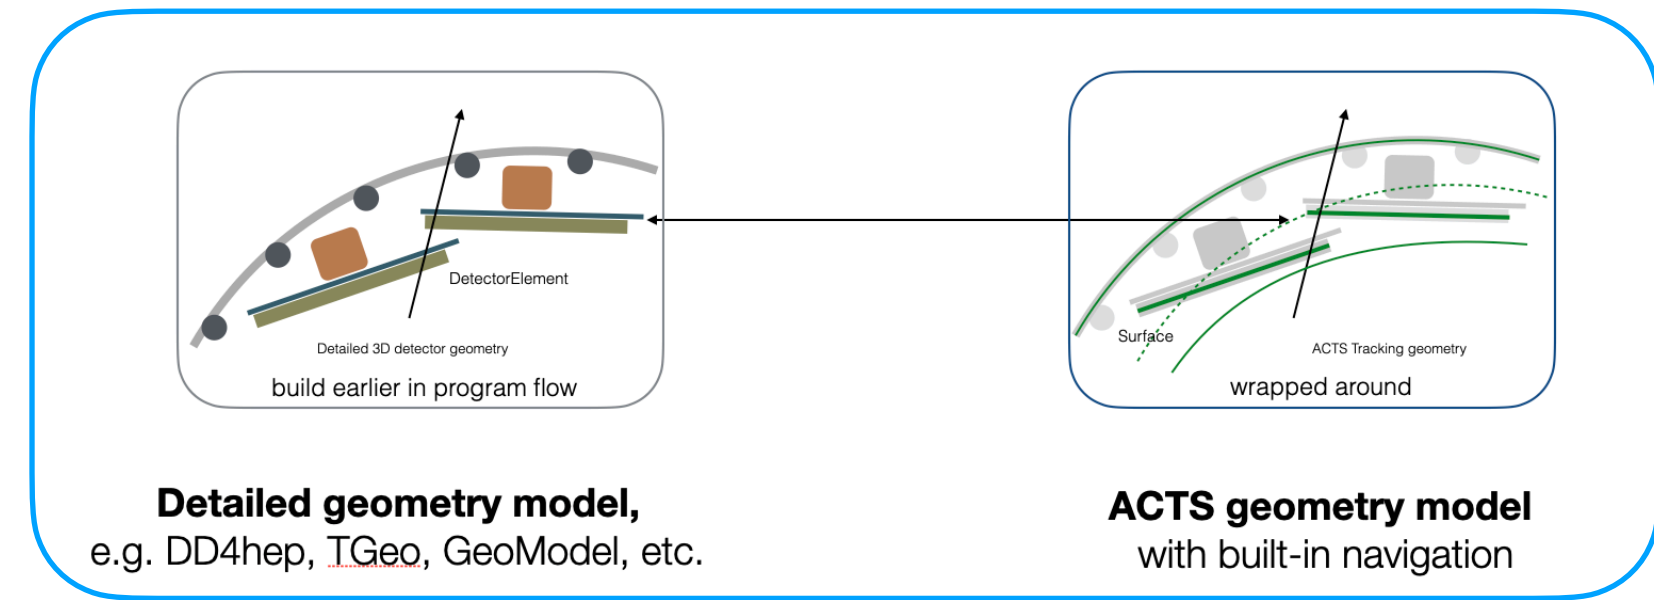 DetectorElement
Detailed 3D detector geometry
build earlier in program flow
Detailed geometry model,
e.g. DD4hep, TGeo, GeoModel, etc.
Surface
ACTS Tracking geometry
wrapped around
ACTS geometry model
with built-in navigation